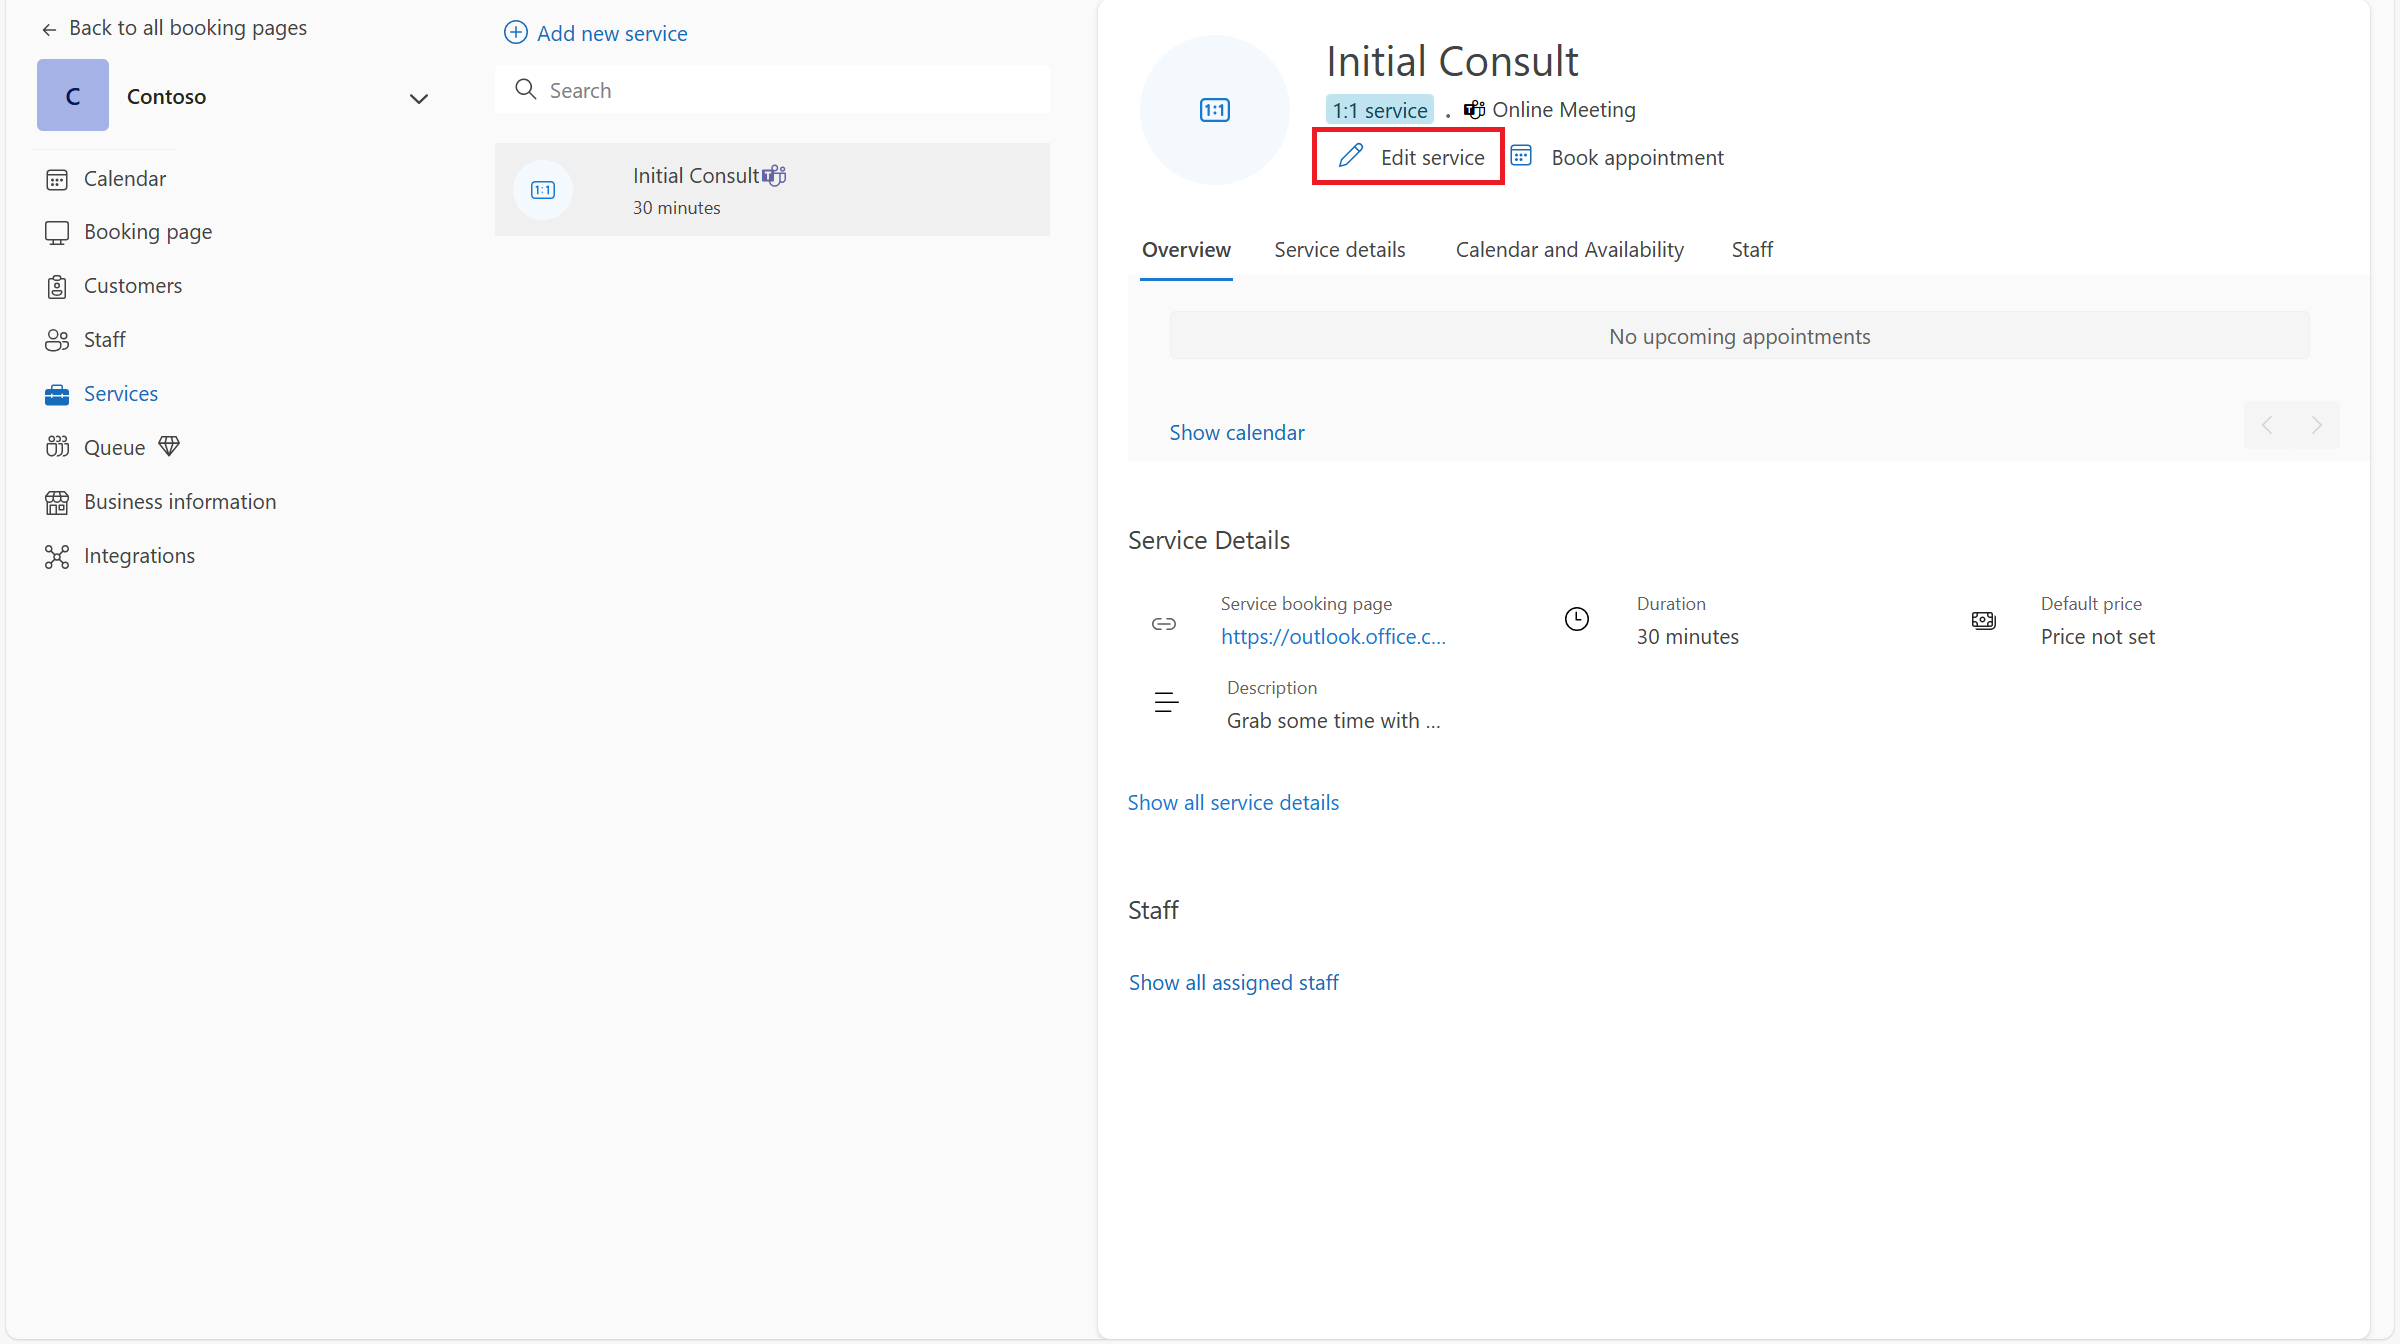 Back to all booking pages
C
Contoso
Calendar
Booking page
Customers
Staff
Services
Queue
Business information
Integrations
Add new service
Search
1:1
Initial Consult
30 minutes
1:1
Initial Consult
1:1 service . Online Meeting
Edit service
Book appointment
Overview
Service details
Calendar and Availability
Staff
No upcoming appointments
Show calendar
Service Details
Service booking page
https://outlook.office.c...
Duration
30 minutes
Default price
Price not set
Description
Grab some time with ...
Show all service details
Staff
Show all assigned staff